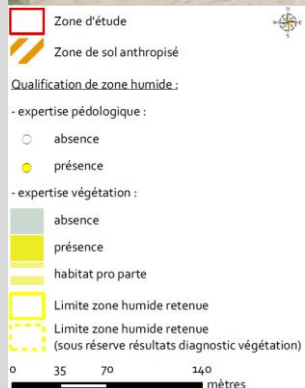 Zone d'étude
Zone de sol anthropisé
Qualification de zone humide :
- expertise pédologique :
absence
présence
- expertise végétation :
absence
présence
habitat pro parte
Limite zone humide retenue
Limite zone humide retenue
(sous réserve résultats diagnostic végétation)
0 35 70 140
mètres